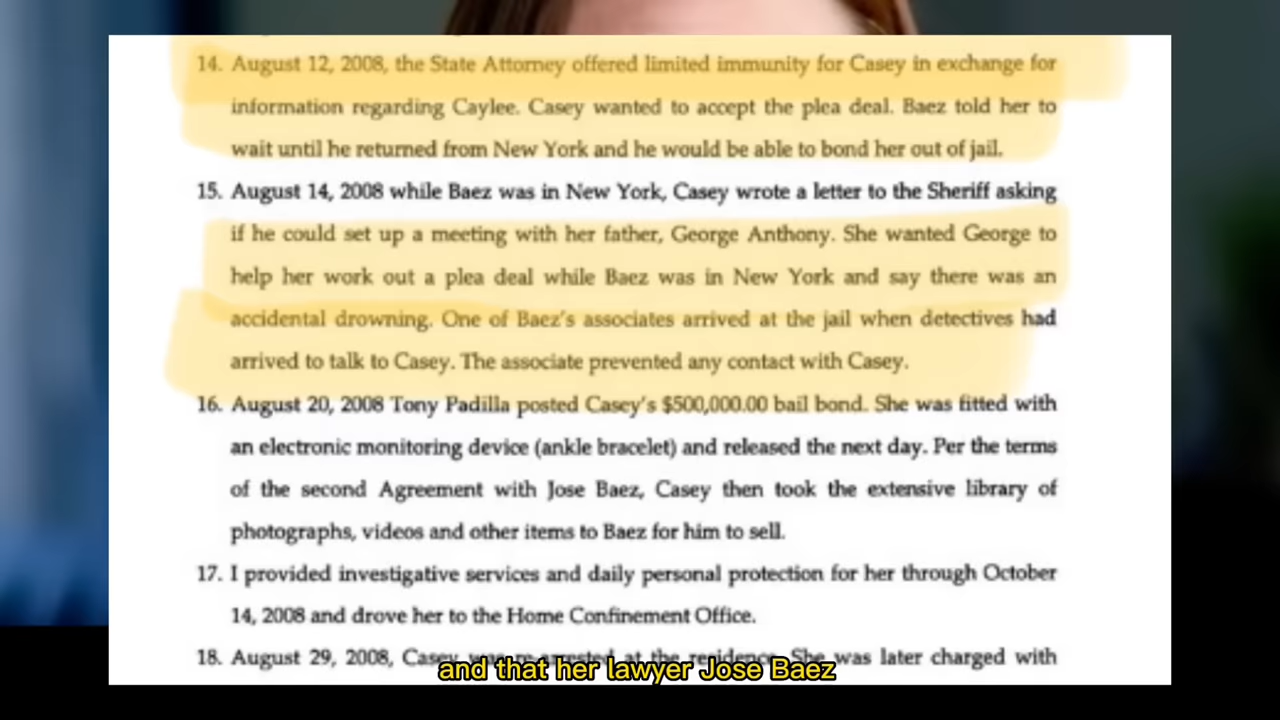 14. August 12, 2008, the State Attorney offered limited immunity for Casey in exchange for
information regarding Caylee. Casey wanted to accept the plea deal. Baez told her to
wait until he returned from New York and he would be able to bond her out of jail.
15. August 14, 2008 while Baez was in New York, Casey wrote a letter to the Sheriff asking
if he could set up a meeting with her father, George Anthony. She wanted George to
help her work out a plea deal while Baez was in New York and say there was an
accidental drowning. One of Baez's associates arrived at the jail when detectives had
arrived to talk to Casey. The associate prevented any contact with Casey.
16. August 20, 2008 Tony Padilla posted Casey's $500,000.00 bail bond. She was fitted with
an electronic monitoring device (ankle bracelet) and released the next day. Per the terms
of the second Agreement with Jose Baez, Casey then took the extensive library of
photographs, videos and other items to Baez for him to sell.
17. I provided investigative services and daily personal protection for her through October
14, 2008 and drove her to the Home Confinement Office.
18. August 29, 2008, Casey was re-arrested at the residence. She was later charged with
and that her lawyer Jose Baez